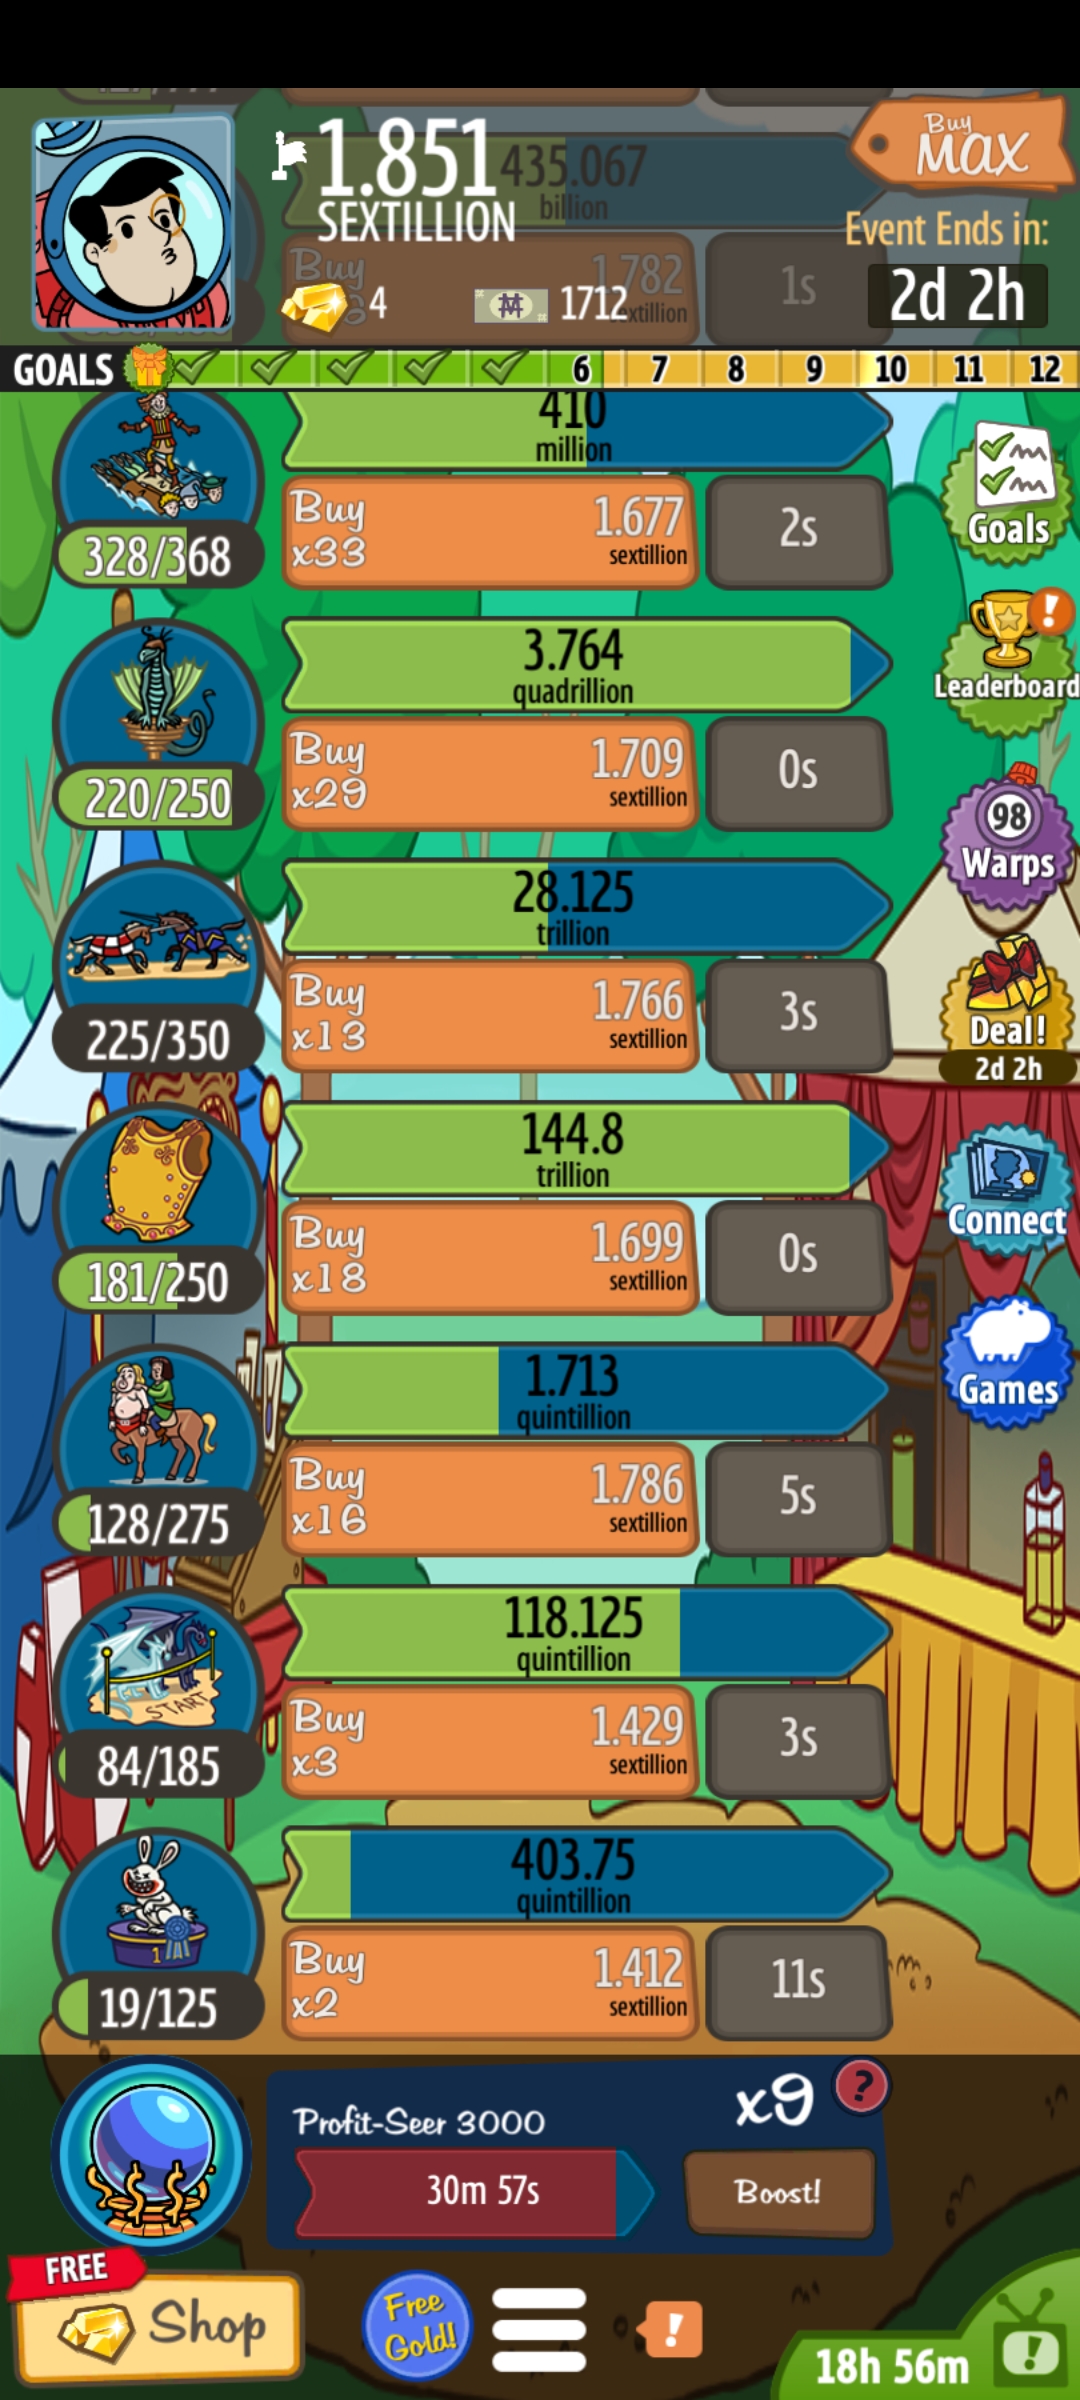 1.851
SEXTILLION
435.067
billion
Buy
MAX
Event Ends in:
2d 2h
Buy
1.782
1s
4
1712
GOALS
6
7
8
9
10
11
12
410
million
328/368
Buy
x33
1.677
sextillion
2s
Goals
3.764
quadrillion
220/250
Buy
x29
1.709
sextillion
0s
!
Leaderboard
28.125
trillion
225/350
Buy
x13
1.766
sextillion
3s
98
Warps
Deal!
2d 2h
144.8
trillion
181/250
Buy
x18
1.699
sextillion
0s
Connect
1.713
quintillion
128/275
Buy
x16
1.786
sextillion
5s
Games
118.125
quintillion
START
84/185
Buy
x3
1.429
sextillion
3s
403.75
quintillion
1
19/125
Buy
x2
1.412
sextillion
11s
Profit-Seer 3000
x9
?
30m 57s
Boost!
FREE
Shop
Free
Gold!
!
18h 56m
!